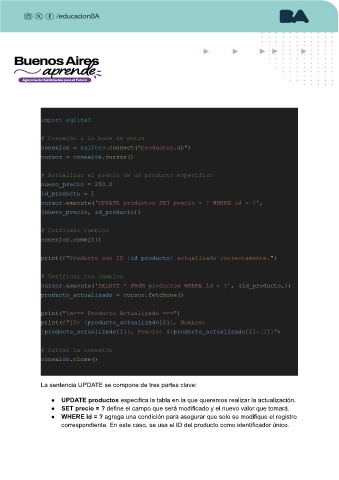 /educacionBA
BA
Buenos Aires
aprende
Agencia de Habilidades para el Futuro
import sqlite3
# Conexión a la base de datos
conexion = sqlite3.connect("productos.db")
cursor = conexion.cursor()
# Actualizar el precio de un producto específico
nuevo_precio = 250.0
id_producto = 1
cursor.execute('UPDATE productos SET precio = ? WHERE id = ?',
(nuevo_precio, id_producto))
# Confirmar cambios
conexion.commit()
print(f"Producto con ID {id_producto} actualizado correctamente.")
# Verificar los cambios
cursor.execute('SELECT * FROM productos WHERE id = ?', (id_producto,))
producto_actualizado = cursor.fetchone()
print("\n=== Producto Actualizado ===")
print(f"ID: {producto_actualizado[0]}, Nombre:
{producto_actualizado[1]}, Precio: ${producto_actualizado[2]:.2f}")
# Cerrar la conexión
conexion.close()
La sentencia UPDATE se compone de tres partes clave:
● UPDATE productos especifica la tabla en la que queremos realizar la actualización.
● SET precio = ? define el campo que será modificado y el nuevo valor que tomará.
● WHERE id = ? agrega una condición para asegurar que solo se modifique el registro
correspondiente. En este caso, se usa el ID del producto como identificador único.